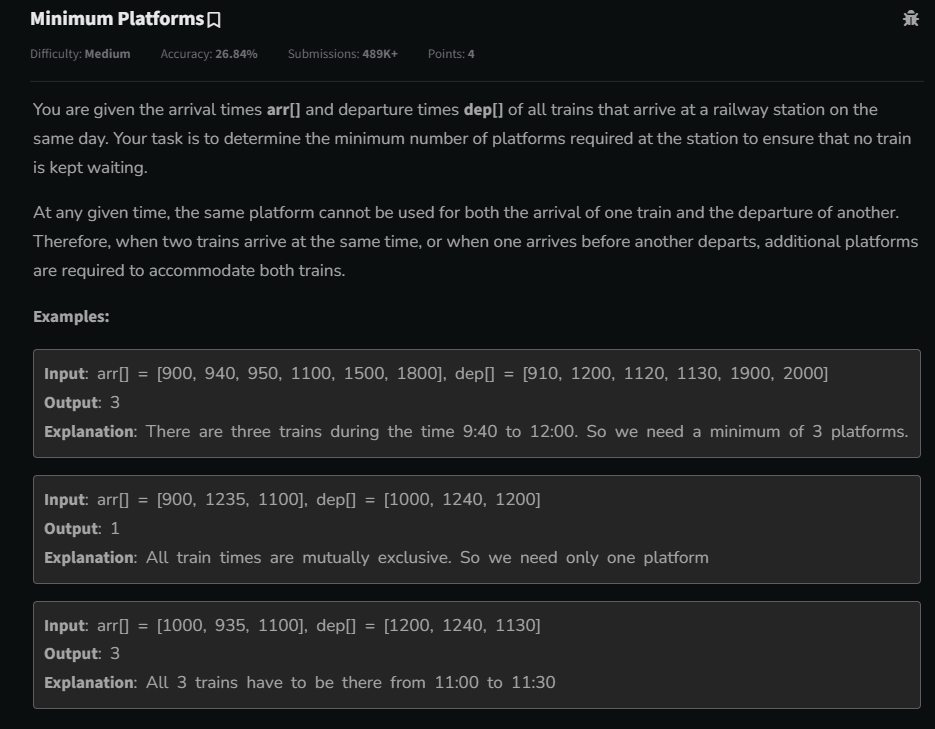 Minimum Platforms
Difficulty: Medium Accuracy: 26.84% Submissions: 489K+ Points: 4
You are given the arrival times arr[] and departure times dep[] of all trains that arrive at a railway station on the
same day. Your task is to determine the minimum number of platforms required at the station to ensure that no train
is kept waiting.
At any given time, the same platform cannot be used for both the arrival of one train and the departure of another.
Therefore, when two trains arrive at the same time, or when one arrives before another departs, additional platforms
are required to accommodate both trains.
Examples:
Input: arr[] = [900, 940, 950, 1100, 1500, 1800], dep[] = [910, 1200, 1120, 1130, 1900, 2000]
Output: 3
Explanation: There are three trains during the time 9:40 to 12:00. So we need a minimum of 3 platforms.
Input: arr[] = [900, 1235, 1100], dep[] = [1000, 1240, 1200]
Output: 1
Explanation: All train times are mutually exclusive. So we need only one platform
Input: arr[] = [1000, 935, 1100], dep[] = [1200, 1240, 1130]
Output: 3
Explanation: All 3 trains have to be there from 11:00 to 11:30